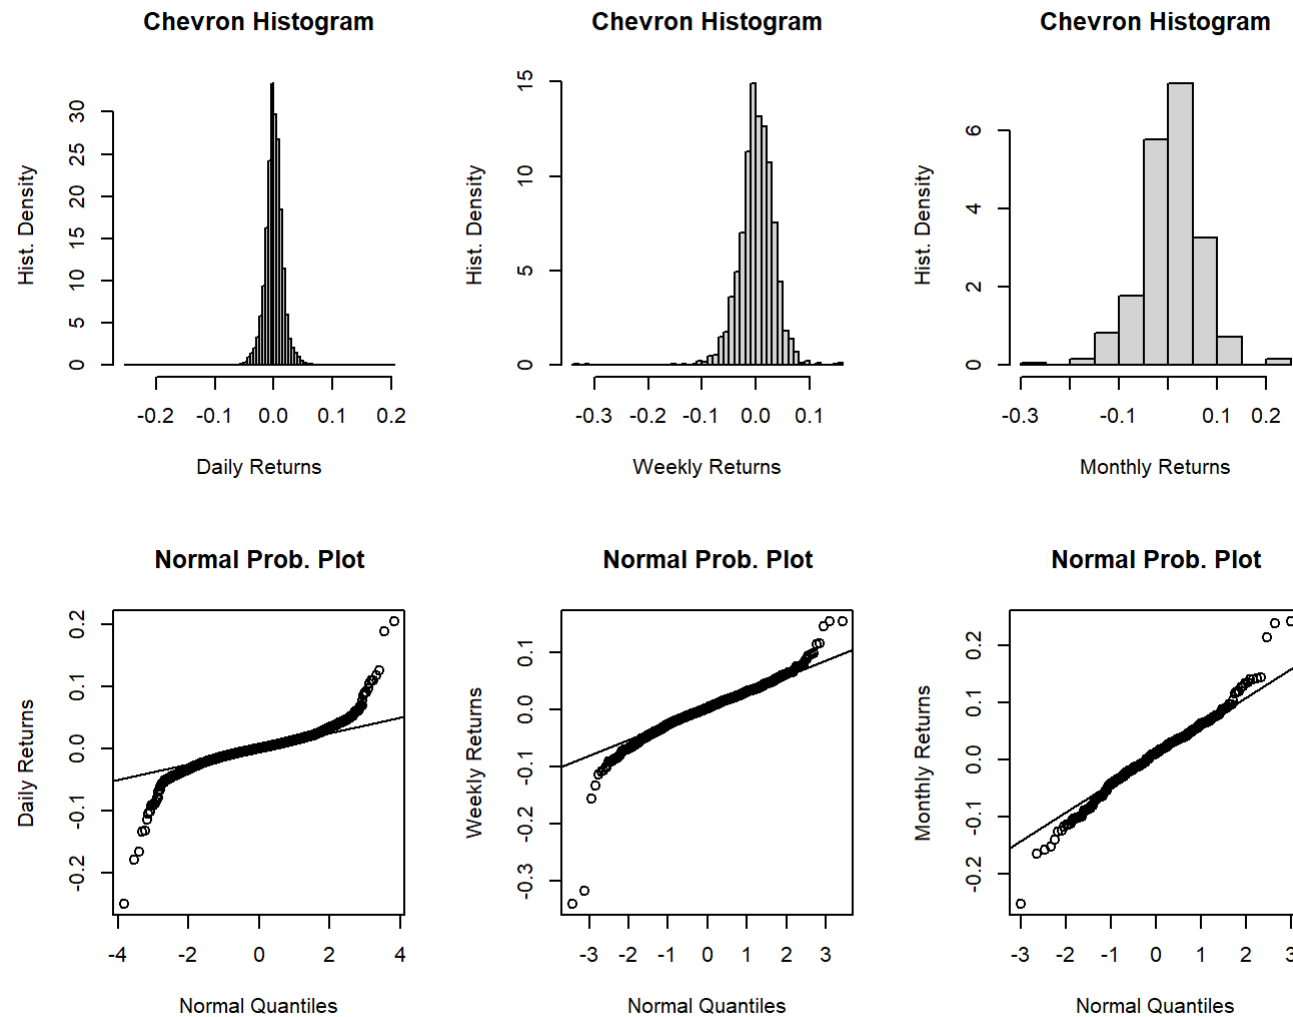 Chevron Histogram
Hist. Density
0 5 10 15 20 25 30
-0.2 -0.1 0.0 0.1 0.2
Daily Returns
Chevron Histogram
Hist. Density
0 5 10 15
-0.3 -0.1 0.0 0.1
Weekly Returns
Chevron Histogram
Hist. Density
0 2 4 6
-0.3 -0.1 0.1 0.2
Monthly Returns
Normal Prob. Plot
Daily Returns
-0.2 -0.1 0.0 0.1 0.2
-4 -2 0 2 4
Normal Quantiles
Normal Prob. Plot
Weekly Returns
-0.3 -0.2 -0.1 0.0 0.1
-3 -2 -1 0 1 2 3
Normal Quantiles
Normal Prob. Plot
Monthly Returns
-0.2 -0.1 0.0 0.1 0.2
-3 -2 -1 0 1 2 3
Normal Quantiles